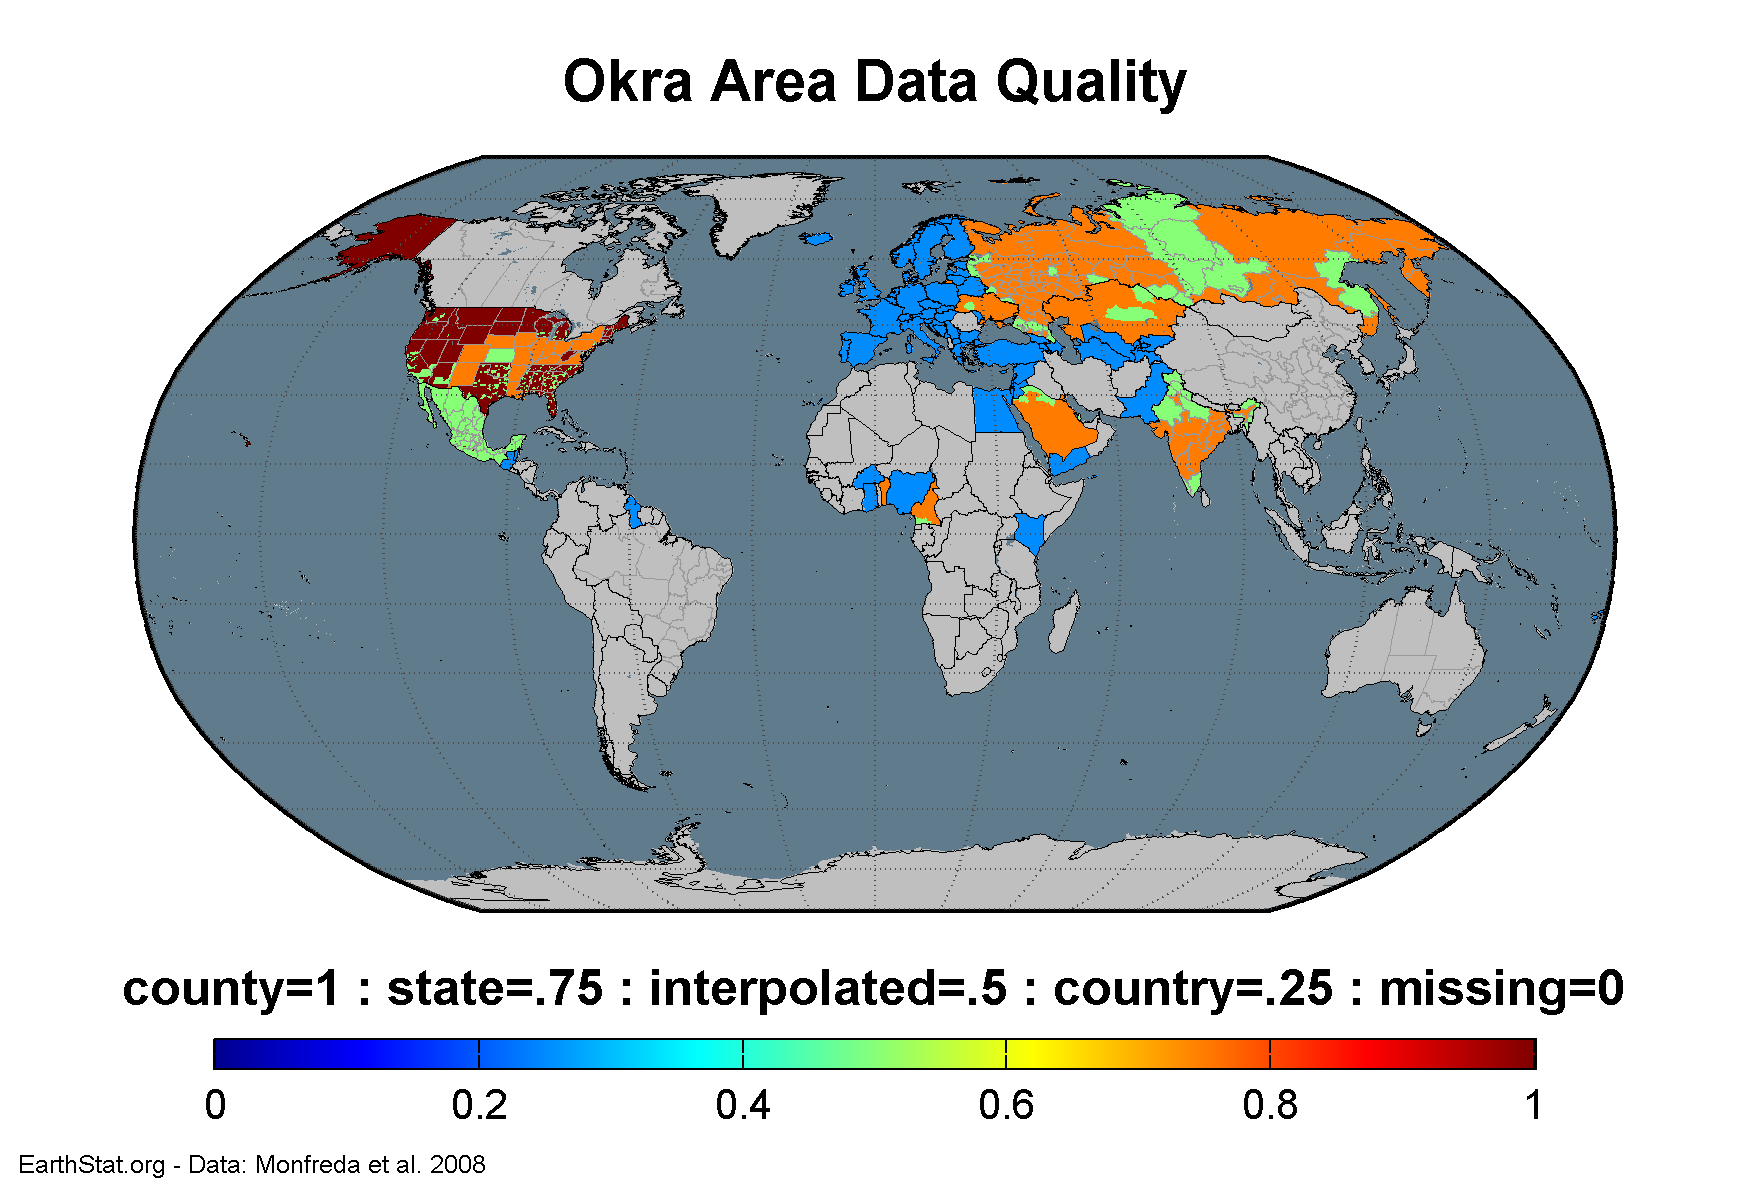 Okra Area Data Quality
county=1 : state=.75 : interpolated=.5 : country=.25 : missing=0
0 0.2 0.4 0.6 0.8 1
EarthStat.org - Data: Monfreda et al. 2008